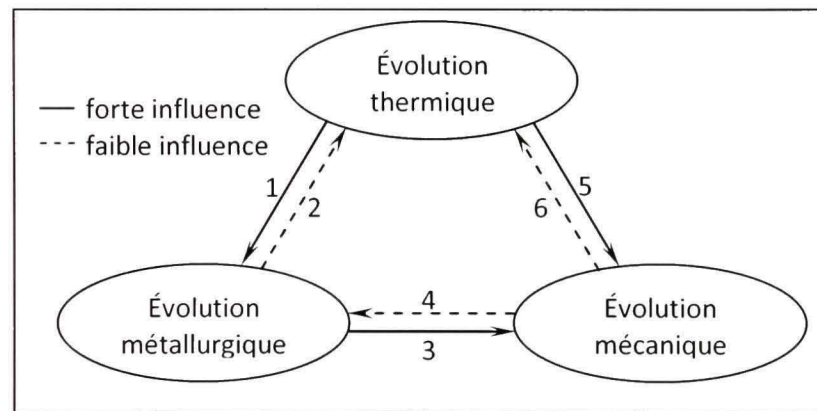 Évolution
thermique
forte influence
faible influence
1
2
5
6
Évolution
métallurgique
4
3
Évolution
mécanique